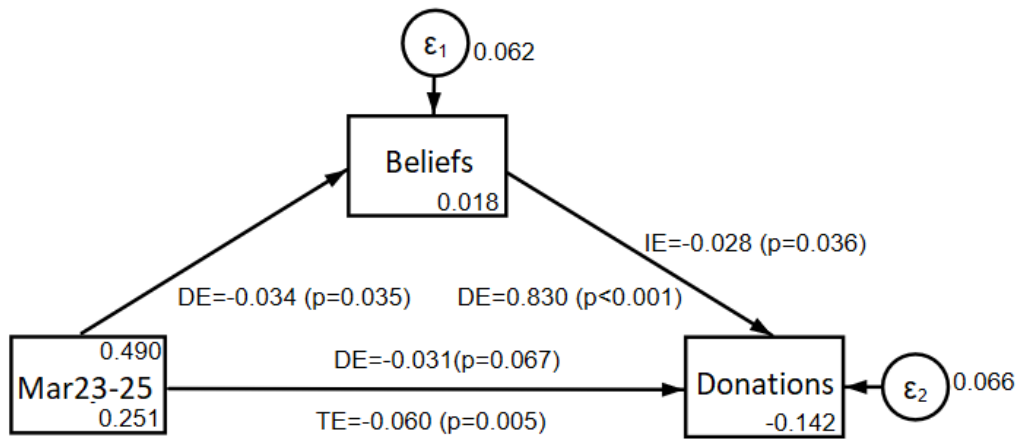 ε1 0.062
Beliefs
0.018
IE=-0.028 (p=0.036)
DE=-0.034 (p=0.035)
DE=0.830 (p<0.001)
0.490
Mar23-25
0.251
DE=-0.031(p=0.067)
TE=-0.060 (p=0.005)
Donations
-0.142
ε2 0.066